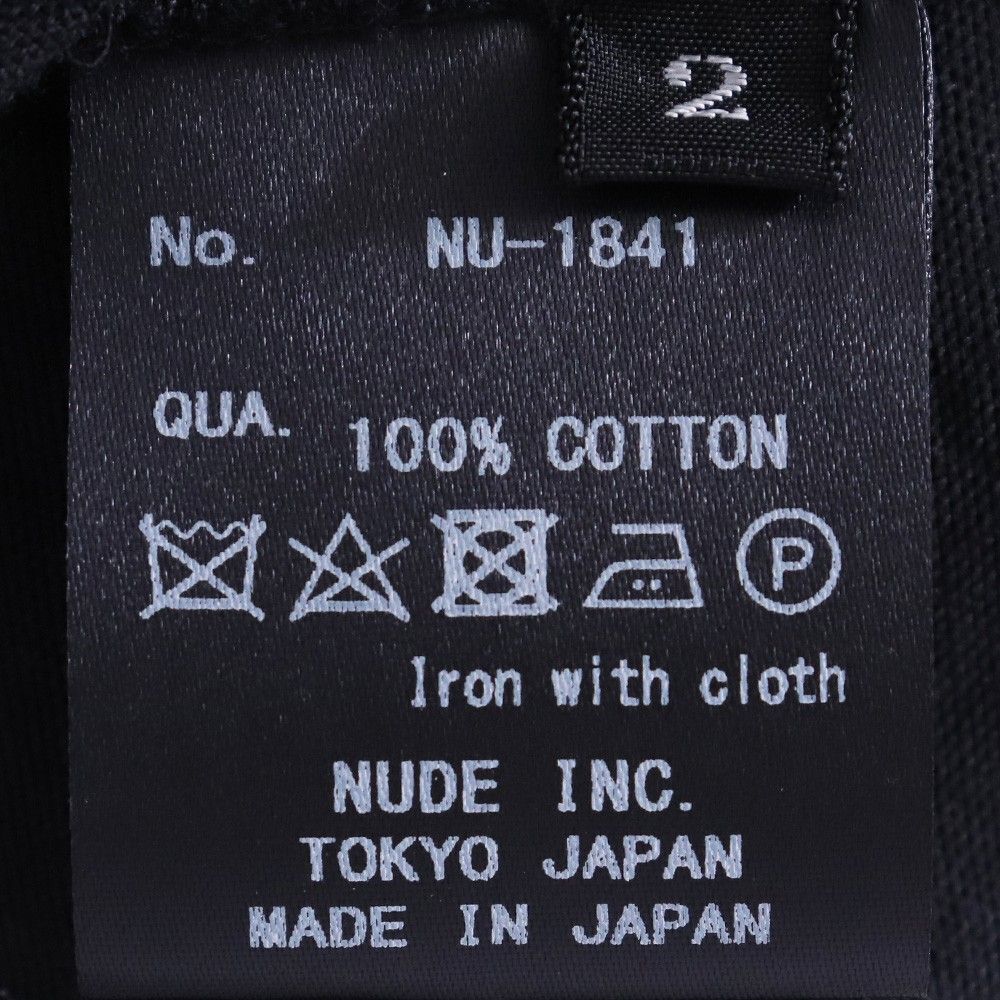 2
No. NU-1841
QUA. 100% COTTON
P
Iron with cloth
NUDE INC.
TOKYO JAPAN
MADE IN JAPAN